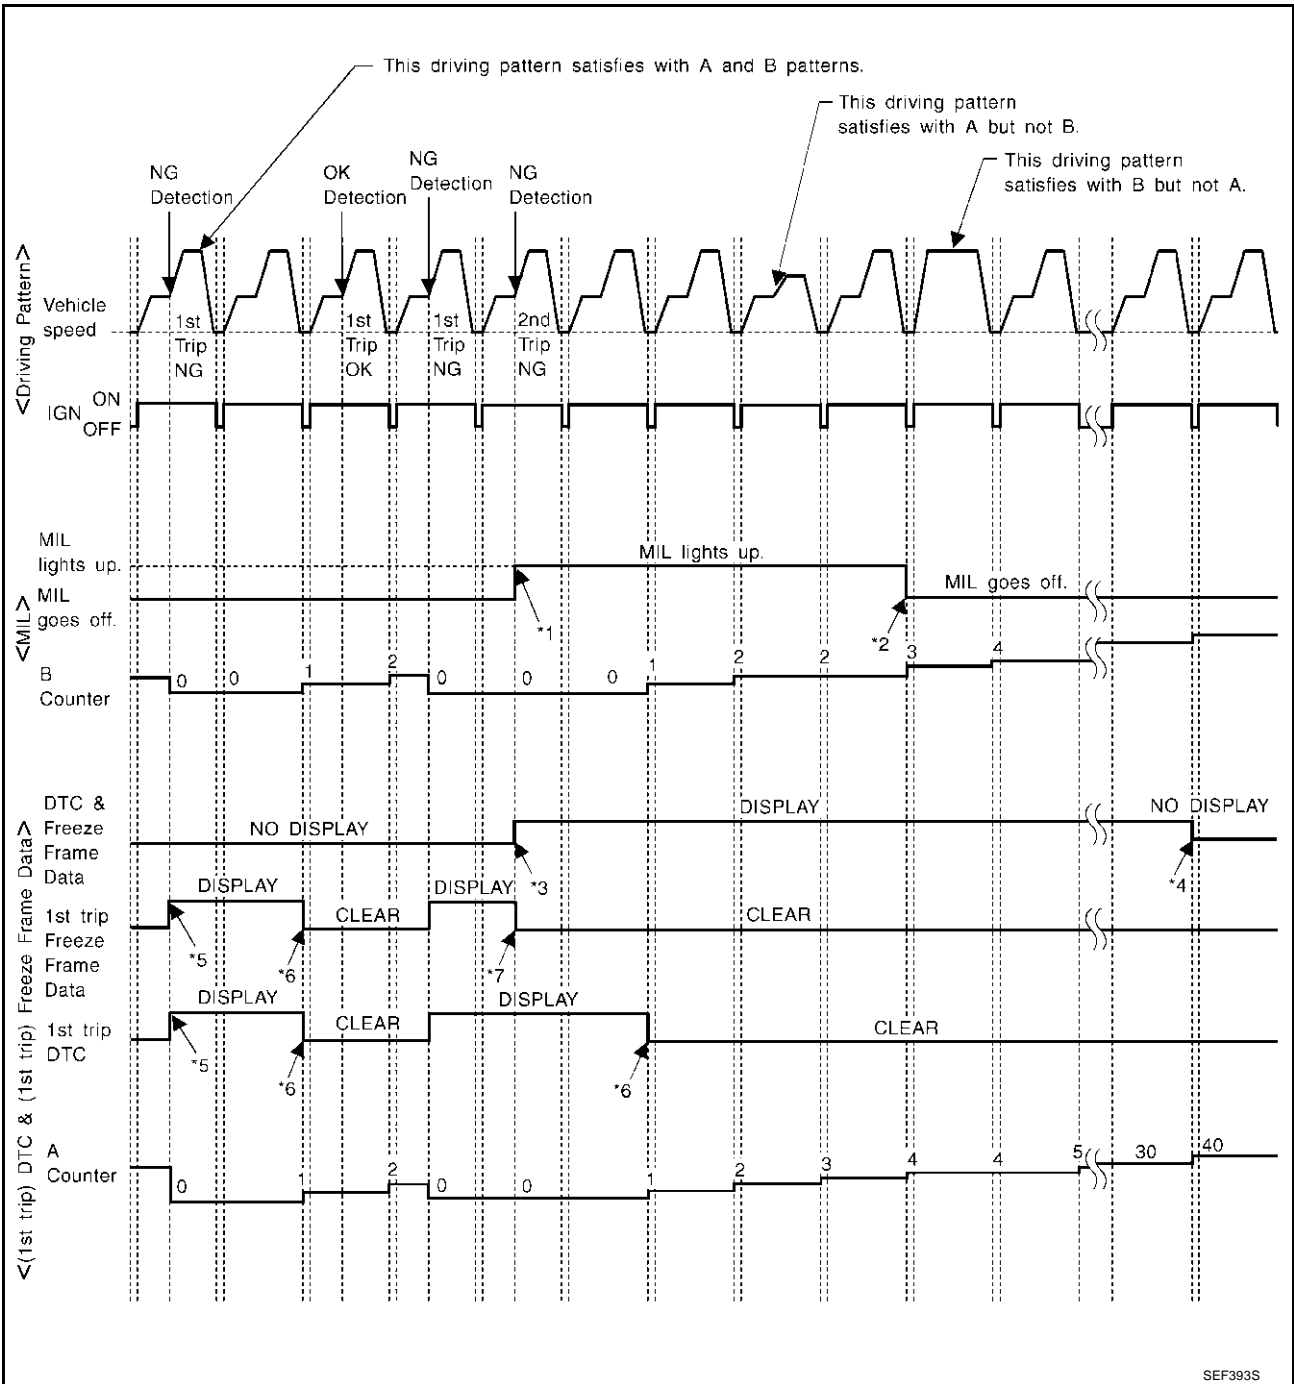 This driving pattern satisfies with A and B patterns.
This driving pattern
satisfies with A but not B.
This driving pattern
satisfies with B but not A.
NG
Detection
OK
Detection
NG
Detection
NG
Detection
<Driving Pattern>
Vehicle
speed
1st
Trip
NG
1st
Trip
OK
1st
Trip
NG
2nd
Trip
NG
IGN
ON
OFF
<MIL>
MIL
lights up.
MIL lights up.
MIL
goes off.
MIL goes off.
*1
*2
B
Counter
0 0 1 2 0 0 0 1 2 2 3 4
<(1st trip) DTC & (1st trip) Freeze Frame Data>
DTC &
Freeze
Frame
Data
NO DISPLAY
DISPLAY
NO DISPLAY
*3
*4
1st trip
Freeze
Frame
Data
DISPLAY
CLEAR
DISPLAY
CLEAR
*5
*6
*7
1st trip
DTC
DISPLAY
CLEAR
DISPLAY
CLEAR
*5
*6
*6
A
Counter
0 1 2 0 0 1 2 3 4 4 5 30 40
SEF393S